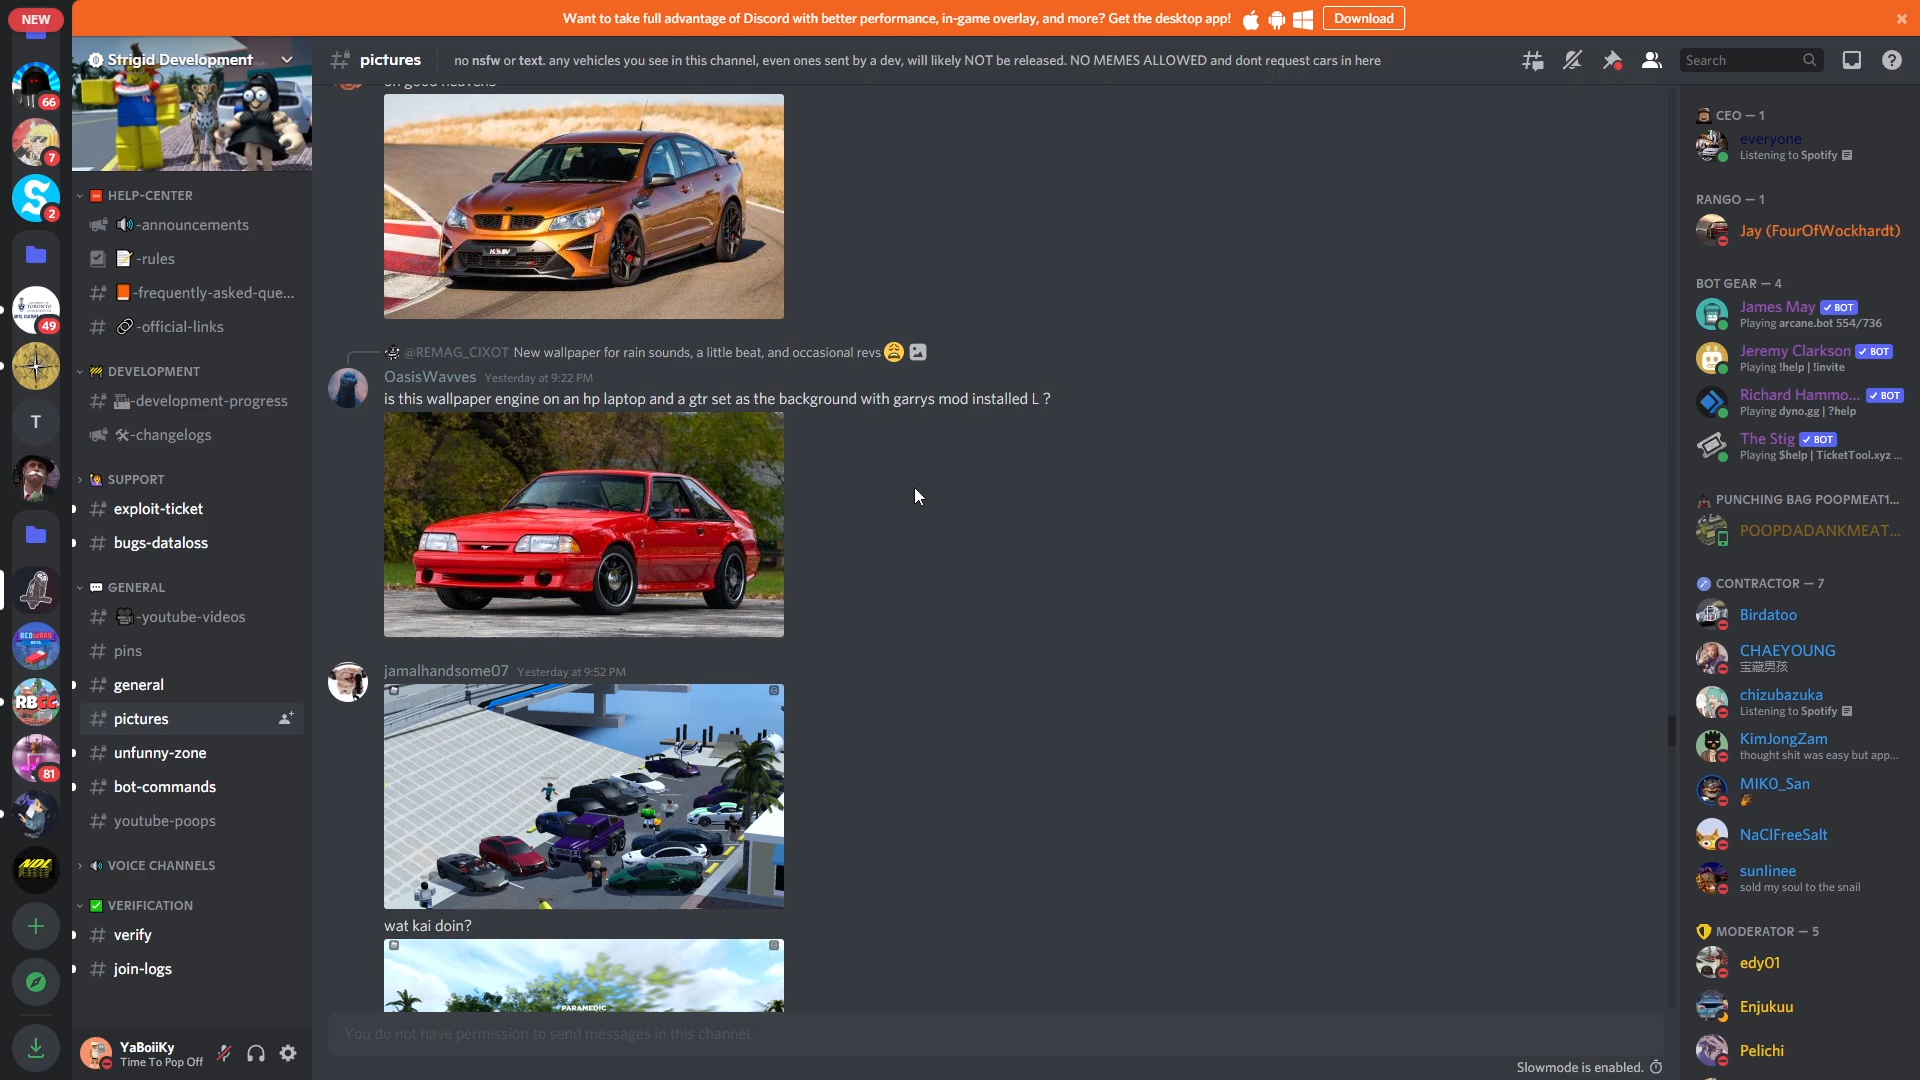 Want to take full advantage of Discord with better performance, in-game overlay, and more? Get the desktop app!
Download
NEW
66
7
2
49
T
81
Strigid Development
HELP-CENTER
-announcements
-rules
-frequently-asked-que...
-official-links
DEVELOPMENT
-development-progress
-changelogs
SUPPORT
exploit-ticket
bugs-dataloss
GENERAL
-youtube-videos
pins
general
pictures
unfunny-zone
bot-commands
youtube-poops
VOICE CHANNELS
VERIFICATION
verify
join-logs
YaBoiiKy
Time To Pop Off
pictures
no nsfw or text. any vehicles you see in this channel, even ones sent by a dev, will likely NOT be released. NO MEMES ALLOWED and dont request cars in here
Search
@REMAG_CIXOT New wallpaper for rain sounds, a little beat, and occasional revs
OasisWavves Yesterday at 9:22 PM
is this wallpaper engine on an hp laptop and a gtr set as the background with garrys mod installed L ?
jamalhandsome07 Yesterday at 9:52 PM
wat kai doin?
PARAMEDIC
You do not have permission to send messages in this channel.
Slowmode is enabled.
CEO — 1
everyone
Listening to Spotify
RANGO — 1
Jay (FourOfWockhardt)
BOT GEAR — 4
James May BOT
Playing arcane.bot 554/736
Jeremy Clarkson BOT
Playing !help | !invite
Richard Hammo... BOT
Playing dyno.gg | ?help
The Stig BOT
Playing $help | TicketTool.xyz ...
PUNCHING BAG POOPMEAT1...
POOPDADANKMEAT...
CONTRACTOR — 7
Birdatoo
CHAEYOUNG
宝藏男孩
chizubazuka
Listening to Spotify
KimJongZam
thought shit was easy but app...
MIK0_San
NaClFreeSalt
sunlinee
sold my soul to the snail
MODERATOR — 5
edy01
Enjukuu
Pelichi